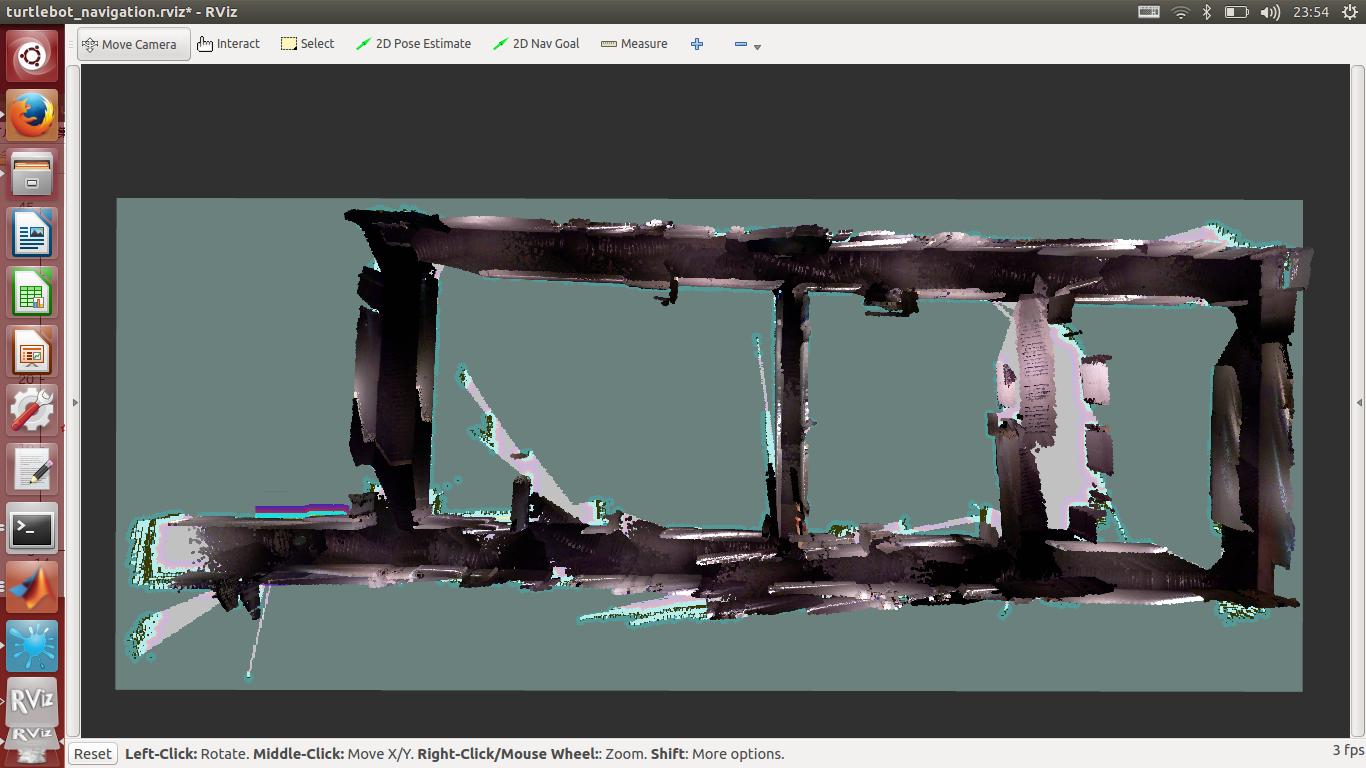 turtlebot_navigation.rviz* - RViz
23:54
Move Camera
Interact
Select
2D Pose Estimate
2D Nav Goal
Measure
RViz
RViz
Reset
Left-Click: Rotate. Middle-Click: Move X/Y. Right-Click/Mouse Wheel:: Zoom. Shift: More options.
3 fps